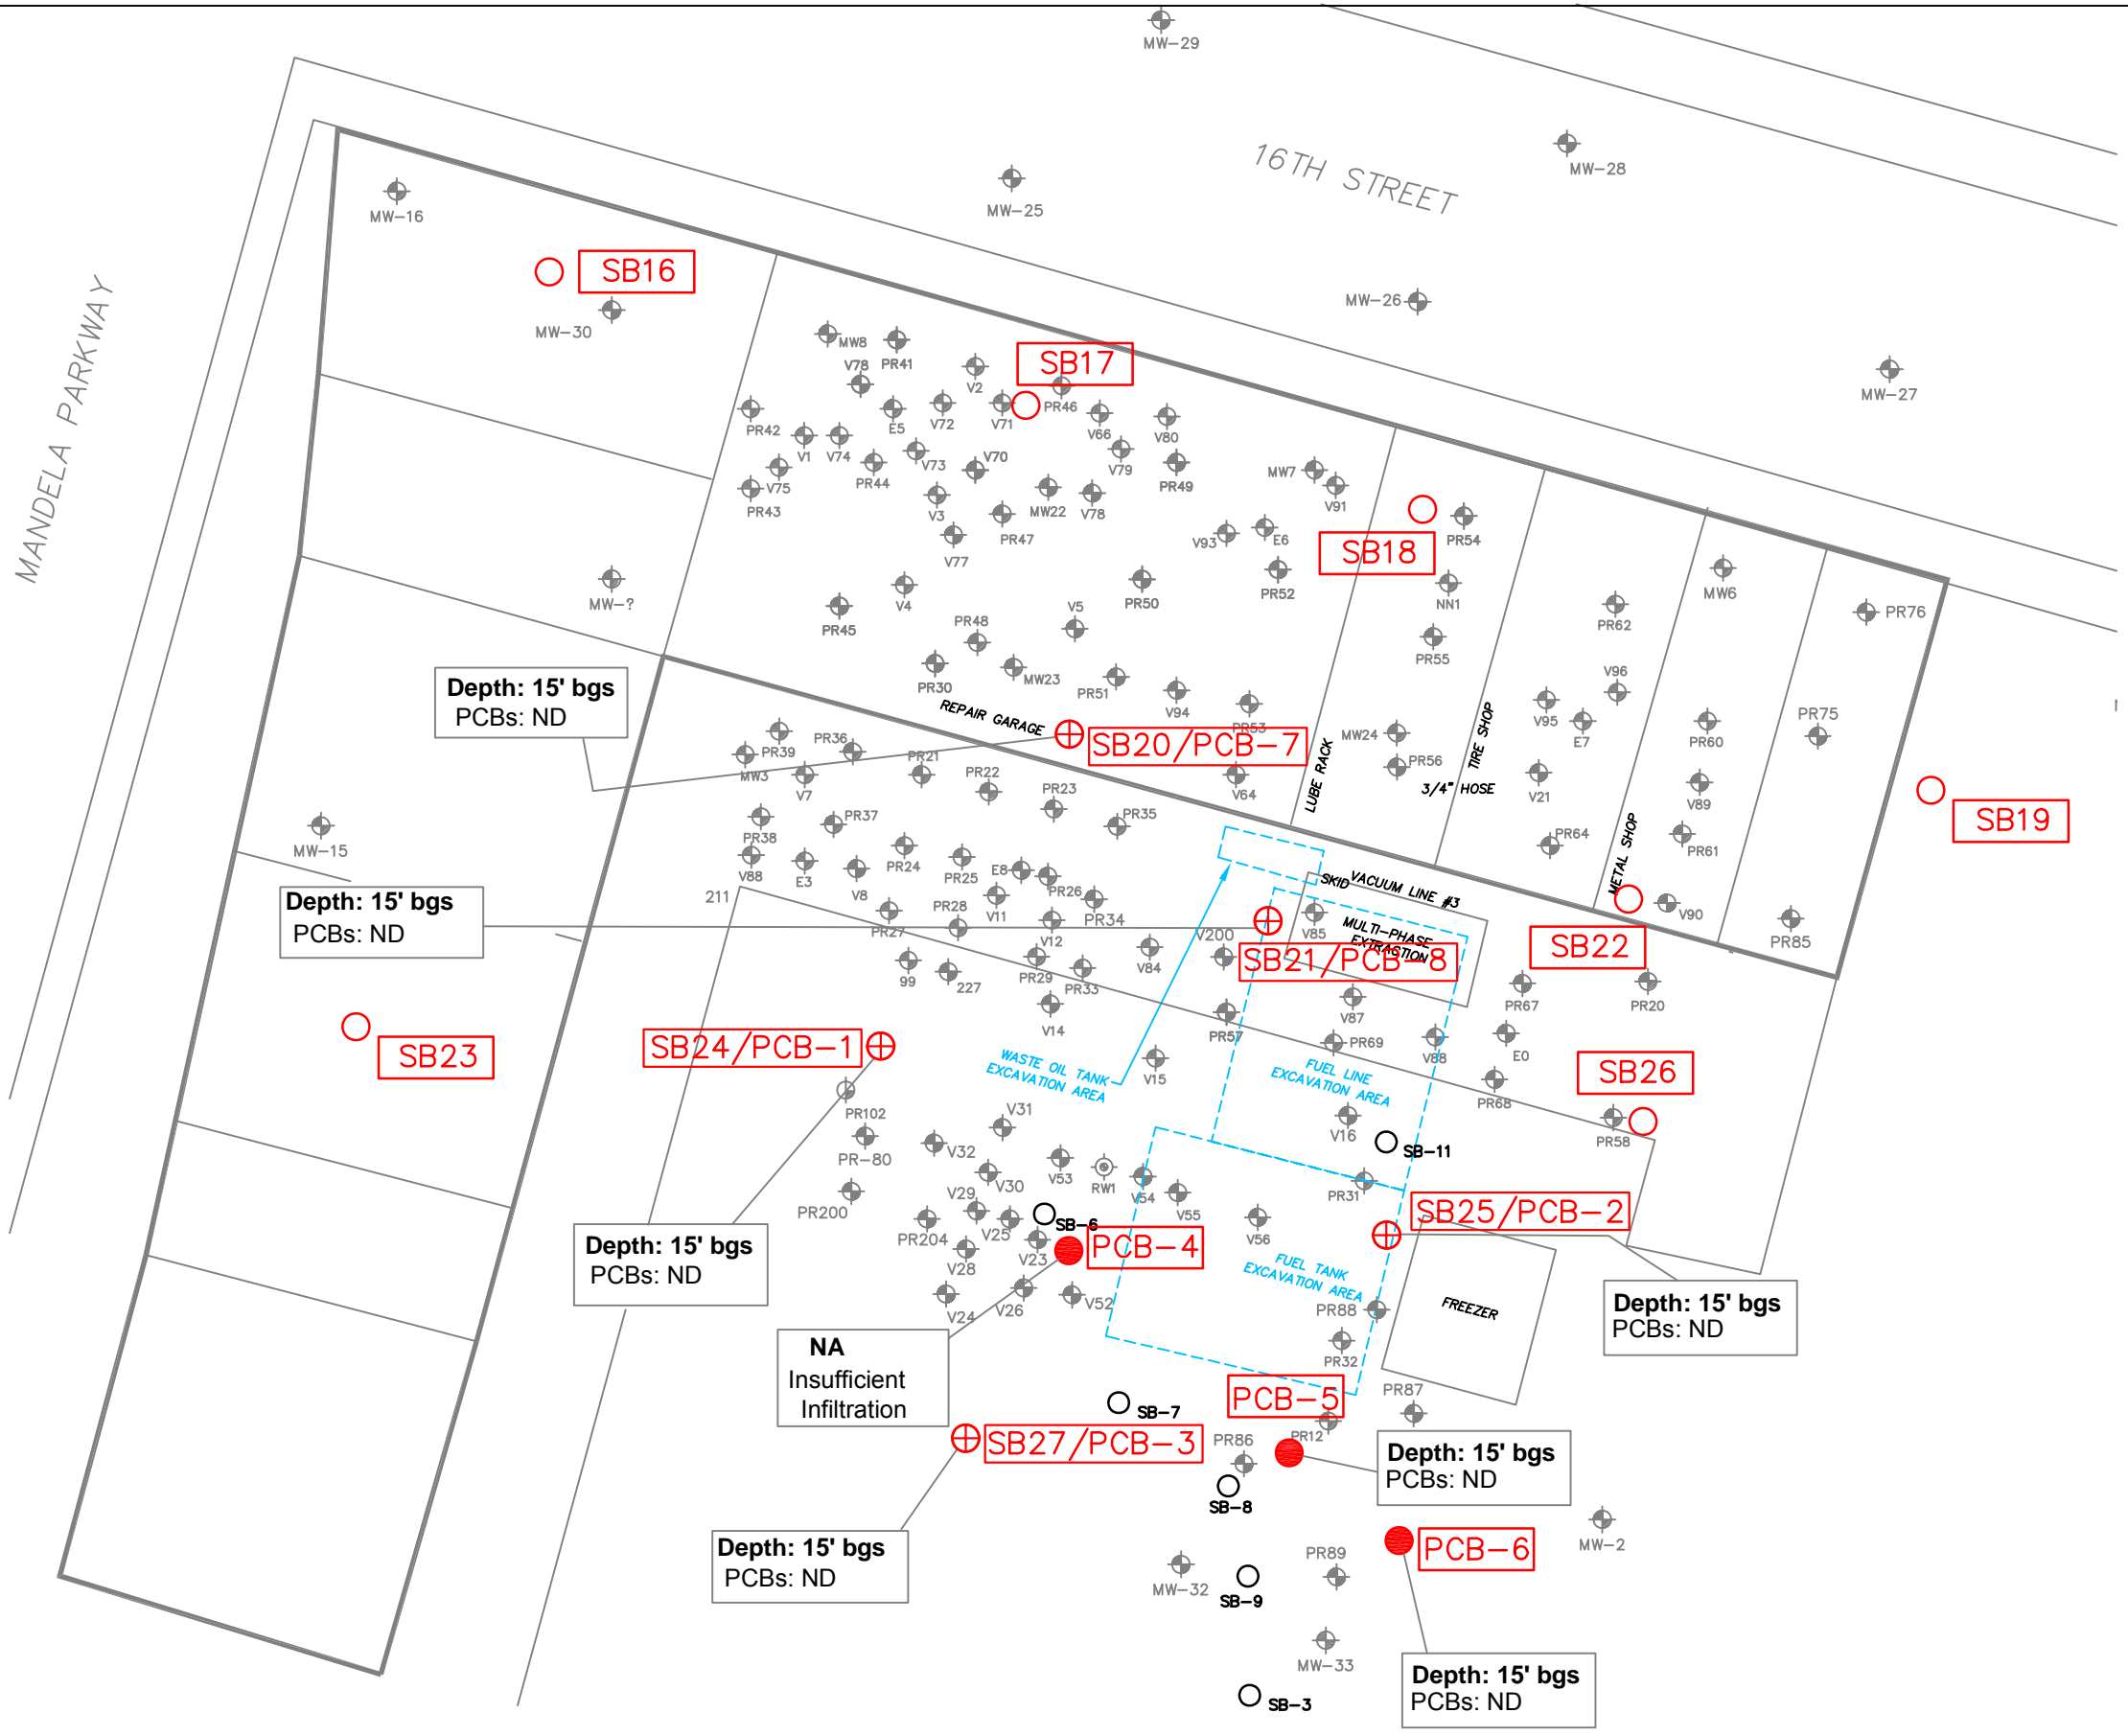 MW-29
16TH STREET
MW-28
MW-16
MW-25
SB16
MW-30
MW-26
MANDELA PARKWAY
MW8
PR41
V78
V2
SB17
PR46
MW-27
PR42
E5
V72
V71
V66
V80
V1
V74
V73
V70
V79
V75
PR44
PR49
MW7
V91
PR43
V3
MW22
V78
PR47
V77
V93
E6
PR54
SB18
MW-?
V4
PR50
PR52
NN1
MW6
PR45
V5
PR62
PR76
PR48
PR55
Depth: 15' bgs
PCBs: ND
PR30
MW23
PR51
V94
V96
REPAIR GARAGE
PR53
V95
E7
PR60
PR75
SB20/PCB-7
MW24
TIRE SHOP
PR39
PR36
MW3
V7
PR21
PR22
V64
LUBE RACK
PR56
3/4" HOSE
V21
V89
SB19
PR23
PR38
PR37
PR35
MW-15
PR64
PR61
METAL SHOP
V88
E3
V8
PR24
PR25
E8
PR26
SKID
VACUUM LINE #3
211
V11
PR34
V90
Depth: 15' bgs
PCBs: ND
PR27
PR28
V12
V85
MULTI-PHASE
EXTRACTION
PR85
V200
SB22
SB21/PCB-8
99
227
PR29
PR33
V84
PR67
PR20
V14
PR57
V87
SB23
SB24/PCB-1
PR69
V88
E0
WASTE OIL TANK
EXCAVATION AREA
V15
FUEL LINE
EXCAVATION AREA
PR68
SB26
PR102
V31
V16
PR58
PR-80
V32
SB-11
V53
RW1
V54
PR31
PR200
V30
V29
V55
SB25/PCB-2
PR204
V25
SB-6
V56
Depth: 15' bgs
PCBs: ND
V28
V23
PCB-4
FUEL TANK
EXCAVATION AREA
V24
V26
V52
PR88
FREEZER
Depth: 15' bgs
PCBs: ND
NA
Insufficient
Infiltration
PR32
PCB-5
PR87
SB-7
PR12
SB27/PCB-3
PR86
Depth: 15' bgs
PCBs: ND
SB-8
Depth: 15' bgs
PCBs: ND
PCB-6
MW-2
MW-32
PR89
SB-9
MW-33
Depth: 15' bgs
PCBs: ND
SB-3